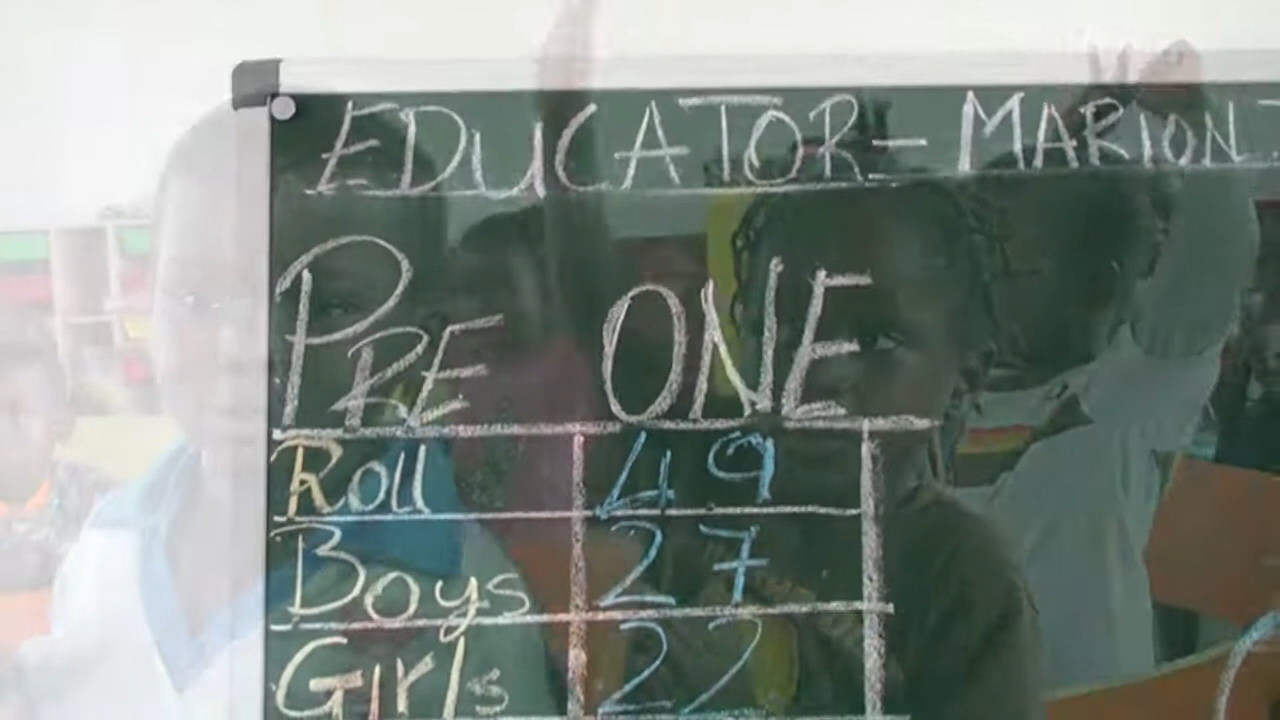 EDUCATOR - MARION
PRE ONE
Roll 49
Boys 27
Girls 22